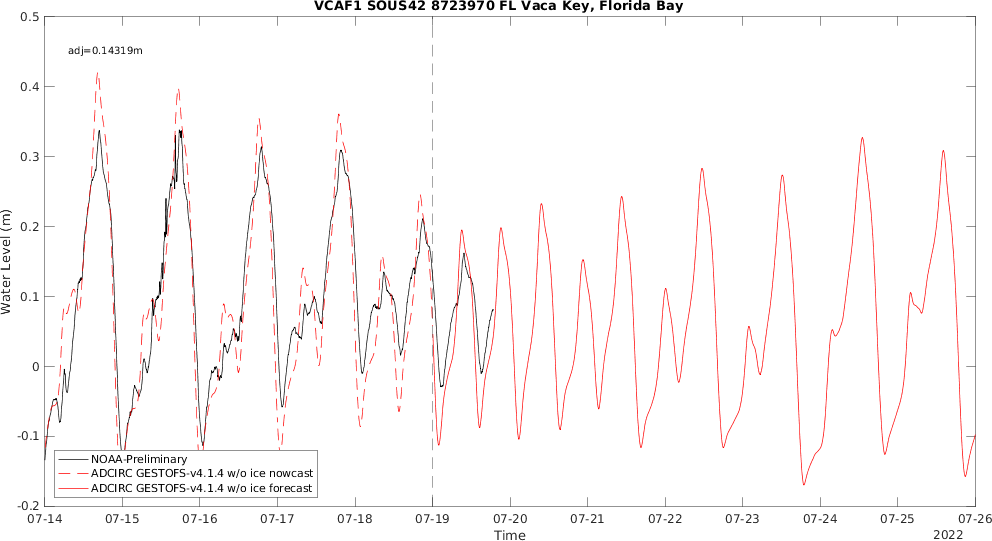 VCAF1 SOUS42 8723970 FL Vaca Key, Florida Bay
adj=0.14319m
0.5
0.4
0.3
0.2
0.1
0
-0.1
-0.2
Water Level (m)
NOAA-Preliminary
ADCIRC GESTOFS-v4.1.4 w/o ice nowcast
ADCIRC GESTOFS-v4.1.4 w/o ice forecast
07-14 07-15 07-16 07-17 07-18 07-19 07-20 07-21 07-22 07-23 07-24 07-25 07-26
Time
2022